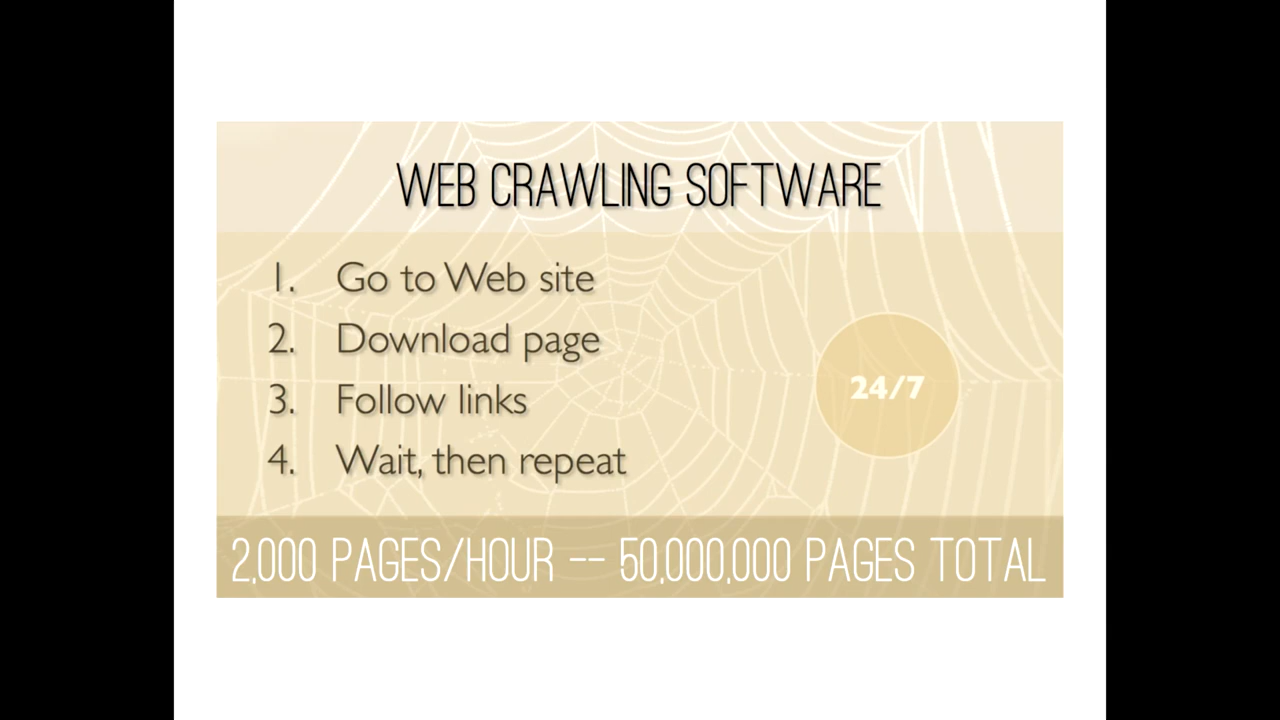 WEB CRAWLING SOFTWARE
1. Go to Web site
2. Download page
3. Follow links
4. Wait, then repeat
24/7
2,000 PAGES/HOUR -- 50,000,000 PAGES TOTAL